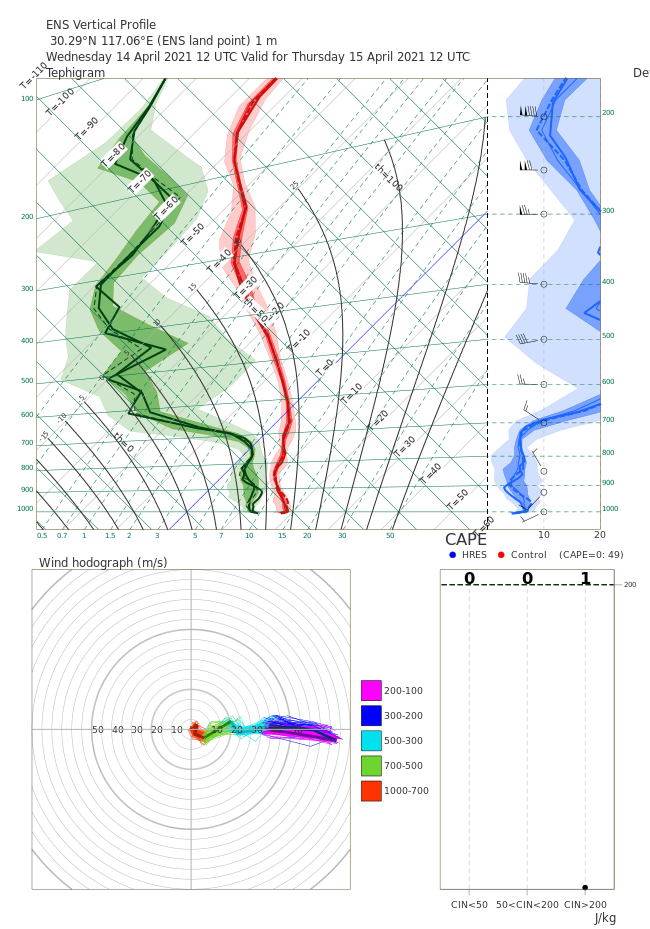 ENS Vertical Profile
30.29°N 117.06°E (ENS land point) 1 m
Wednesday 14 April 2021 12 UTC Valid for Thursday 15 April 2021 12 UTC
Tephigram
De
T=-110
T=-100
T=-90
T=-80
T=-70
T=-60
T=-50
T=-40
T=-30
T=-20
T=-10
T=0
T=10
T=20
T=30
T=40
T=50
T=60
th=100
th=50
th=0
25
15
10
-5
-10
-15
100
200
300
400
500
600
700
800
900
1000
200
300
400
500
600
700
800
900
1000
0.5 0.7 1 2 3 5 7 10 15 20 30 50
10 20
CAPE
HRES Control (CAPE=0: 49)
Wind hodograph (m/s)
50 40 30 20 10 10 20 30
200-100
300-200
500-300
700-500
1000-700
0 0 1
200
CIN<50 50<CIN<200 CIN>200
J/kg